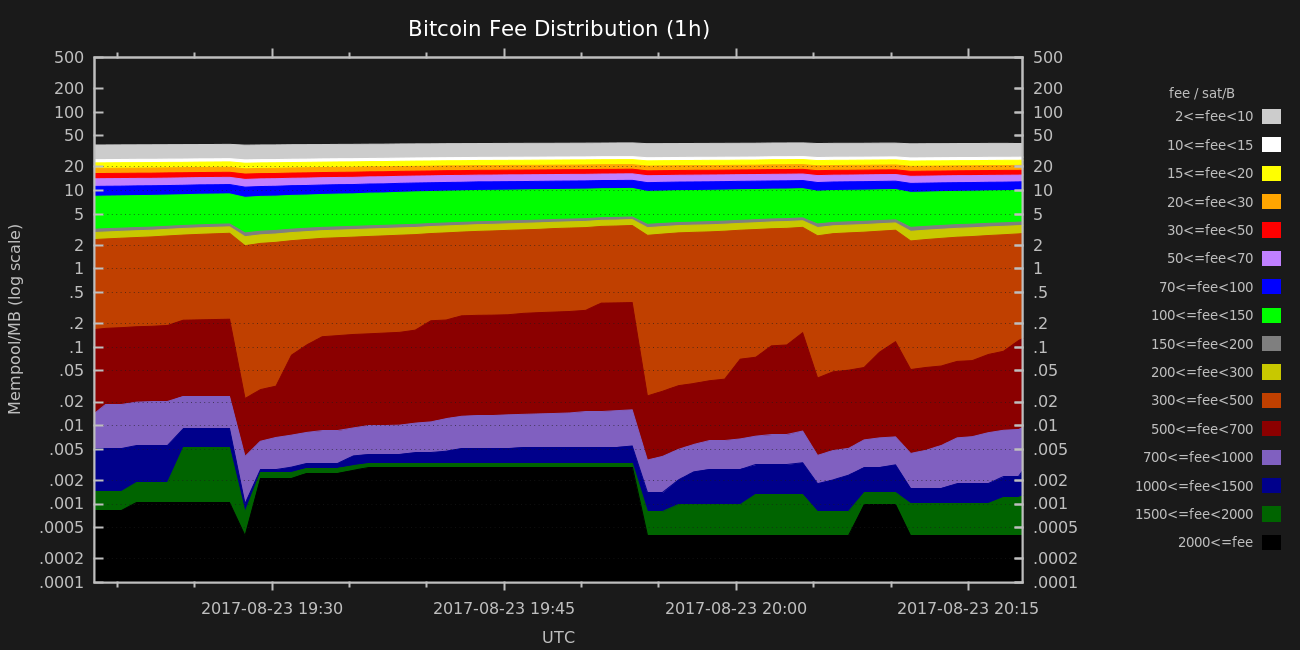 Bitcoin Fee Distribution (1h)
Mempool/MB (log scale)
500
200
100
50
20
10
5
2
1
.5
.2
.1
.05
.02
.01
.005
.002
.001
.0005
.0002
.0001
500
200
100
50
20
10
5
2
1
.5
.2
.1
.05
.02
.01
.005
.002
.001
.0005
.0002
.0001
2017-08-23 19:30
2017-08-23 19:45
2017-08-23 20:00
2017-08-23 20:15
UTC
fee / sat/B
2<=fee<10
10<=fee<15
15<=fee<20
20<=fee<30
30<=fee<50
50<=fee<70
70<=fee<100
100<=fee<150
150<=fee<200
200<=fee<300
300<=fee<500
500<=fee<700
700<=fee<1000
1000<=fee<1500
1500<=fee<2000
2000<=fee